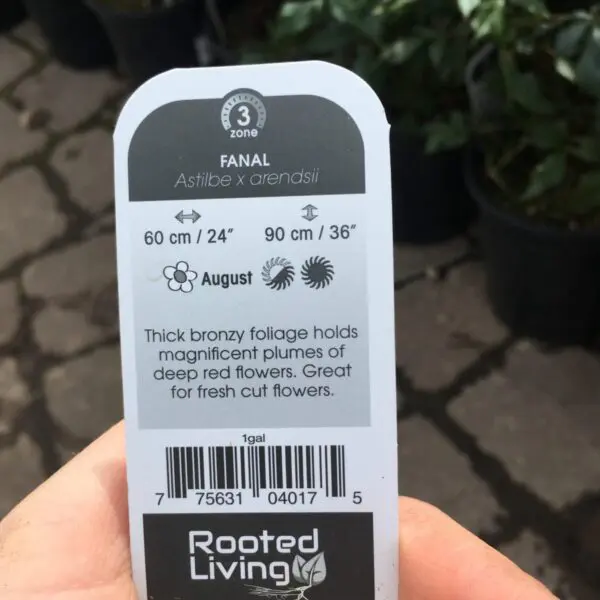 3
zone
FANAL
Astilbe x arendsii
60 cm / 24" 90 cm / 36"
August
Thick bronzy foliage holds
magnificent plumes of
deep red flowers. Great
for fresh cut flowers.
1gal
7 75631 04017 5
Rooted
Living